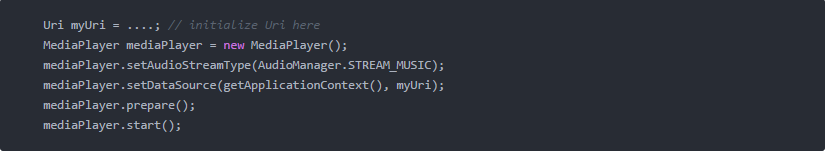 Uri myUri = ....; // initialize Uri here
MediaPlayer mediaPlayer = new MediaPlayer();
mediaPlayer.setAudioStreamType(AudioManager.STREAM_MUSIC);
mediaPlayer.setDataSource(getApplicationContext(), myUri);
mediaPlayer.prepare();
mediaPlayer.start();